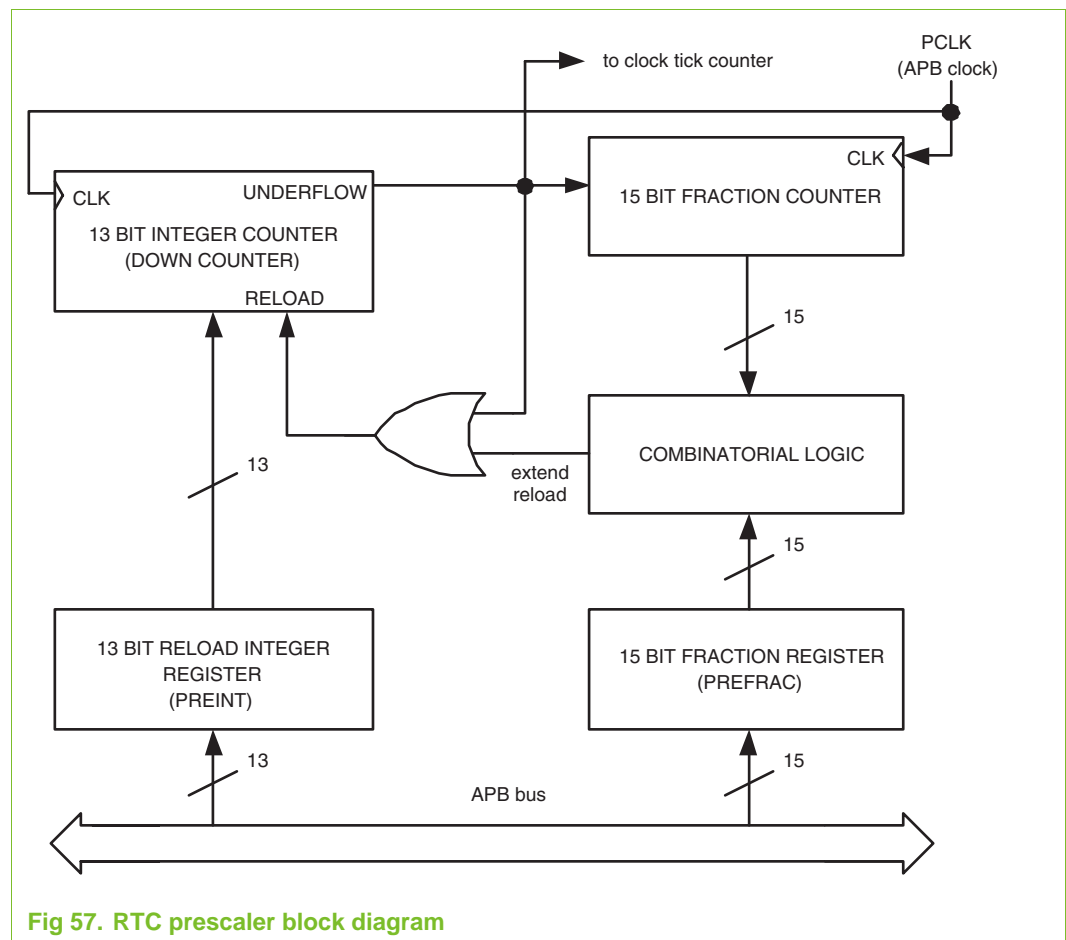 PCLK
(APB clock)
to clock tick counter
CLK
UNDERFLOW
13 BIT INTEGER COUNTER
(DOWN COUNTER)
RELOAD
CLK
15 BIT FRACTION COUNTER
15
COMBINATORIAL LOGIC
extend
reload
13
15
13 BIT RELOAD INTEGER
REGISTER
(PREINT)
15 BIT FRACTION REGISTER
(PREFRAC)
13
15
APB bus
Fig 57. RTC prescaler block diagram